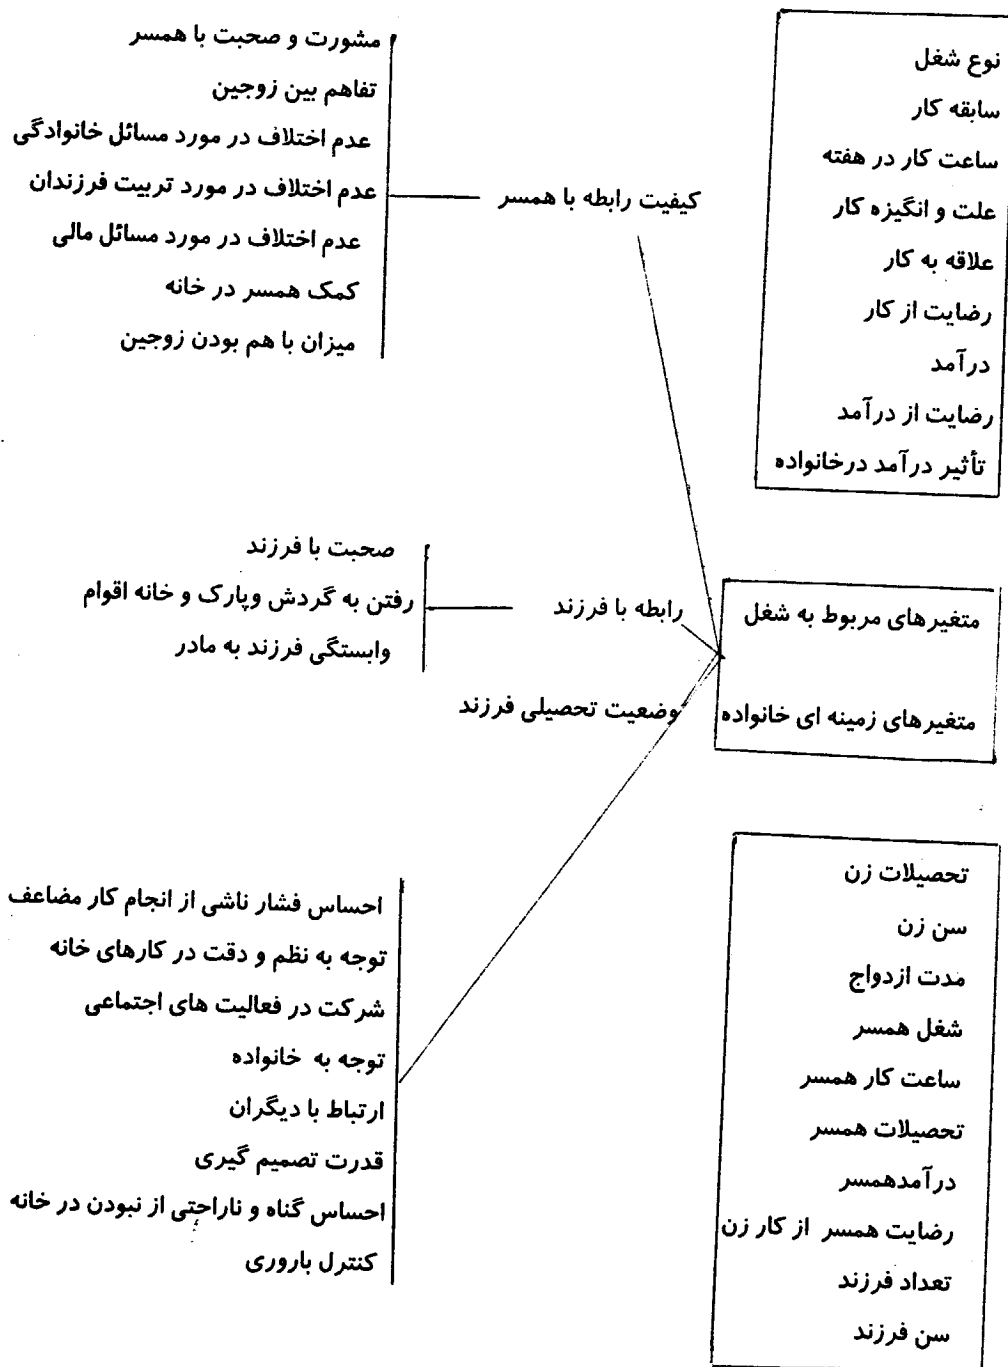 نوع شغل
سابقه کار
ساعت کار در هفته
علت و انگیزه کار
علاقه به کار
رضایت از کار
درآمد
رضایت از درآمد
تأثیر درآمد درخانواده
متغیرهای مربوط به شغل
متغیرهای زمینه ای خانواده
تحصیلات زن
سن زن
مدت ازدواج
شغل همسر
ساعت کار همسر
تحصیلات همسر
درآمدهمسر
رضایت همسر از کار زن
تعداد فرزند
سن فرزند
کیفیت رابطه با همسر
مشورت و صحبت با همسر
تفاهم بین زوجین
عدم اختلاف در مورد مسائل خانوادگی
عدم اختلاف در مورد تربیت فرزندان
عدم اختلاف در مورد مسائل مالی
کمک همسر در خانه
میزان با هم بودن زوجین
رابطه با فرزند
صحبت با فرزند
رفتن به گردش وپارک و خانه اقوام
وابستگی فرزند به مادر
وضعیت تحصیلی فرزند
احساس فشار ناشی از انجام کار مضاعف
توجه به نظم و دقت در کارهای خانه
شرکت در فعالیت های اجتماعی
توجه به خانواده
ارتباط با دیگران
قدرت تصمیم گیری
احساس گناه و ناراحتی از نبودن در خانه
کنترل باروری